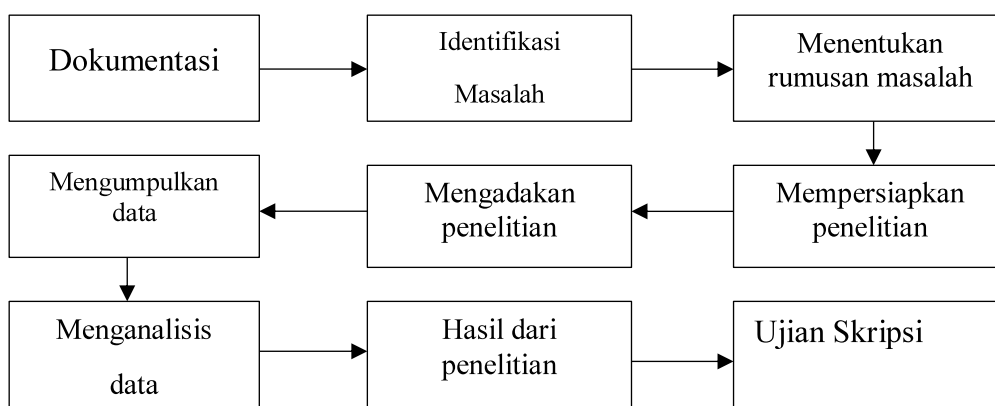 Dokumentasi
Identifikasi
Masalah
Menentukan
rumusan masalah
Mempersiapkan
penelitian
Mengadakan
penelitian
Mengumpulkan
data
Menganalisis
data
Hasil dari
penelitian
Ujian Skripsi